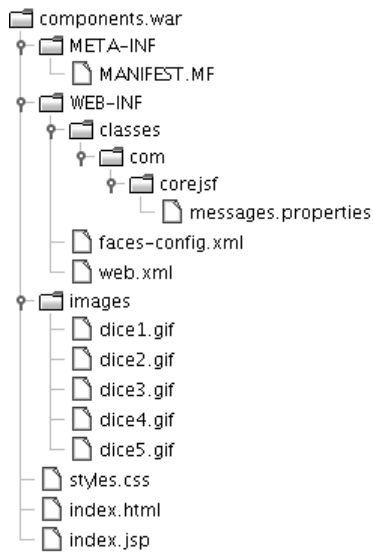 components.war
META-INF
MANIFEST.MF
WEB-INF
classes
com
corejsf
messages.properties
faces-config.xml
web.xml
images
dice1.gif
dice2.gif
dice3.gif
dice4.gif
dice5.gif
styles.css
index.html
index.jsp